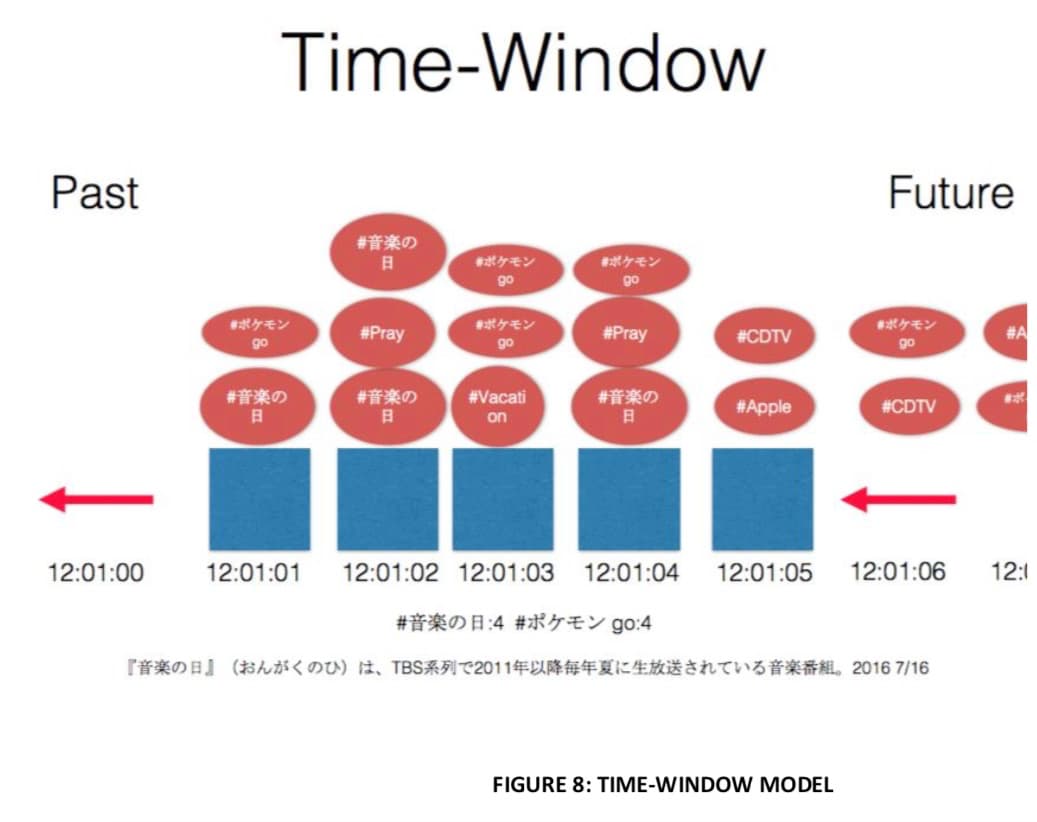 Time-Window
Past
Future
#音楽の
日
#ポケモン
go
#ポケモン
go
#ポケモン
go
#Pray
#ポケモン
go
#Pray
#CDTV
#ポケモン
go
#A
#音楽の
日
#音楽の
日
#Vacati
on
#音楽の
日
#Apple
#CDTV
#ポ
12:01:00
12:01:01
12:01:02
12:01:03
12:01:04
12:01:05
12:01:06
12:0
#音楽の日:4 #ポケモン go:4
『音楽の日』（おんがくのひ）は、TBS系列で2011年以降毎年夏に生放送されている音楽番組。2016 7/16
FIGURE 8: TIME-WINDOW MODEL